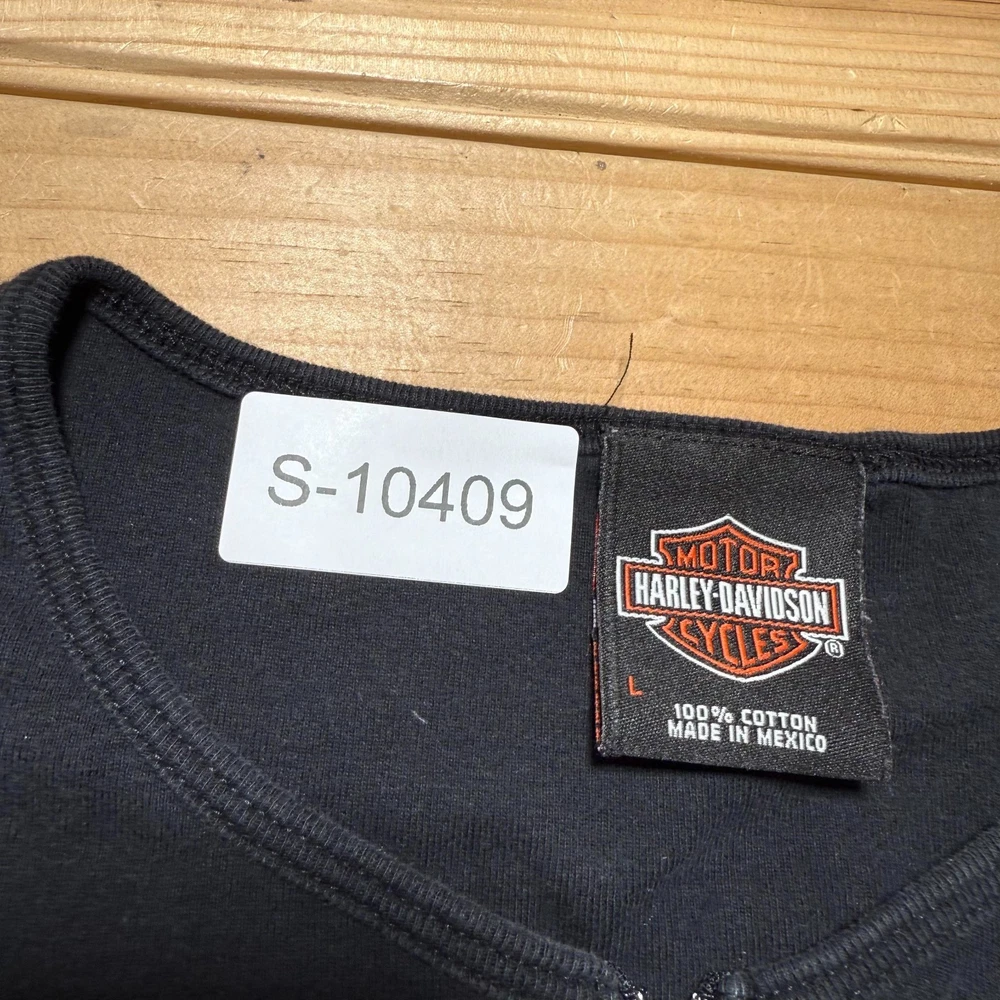 S-10409
MOTOR
HARLEY-DAVIDSON
CYCLES
®
L
100% COTTON
MADE IN MEXICO